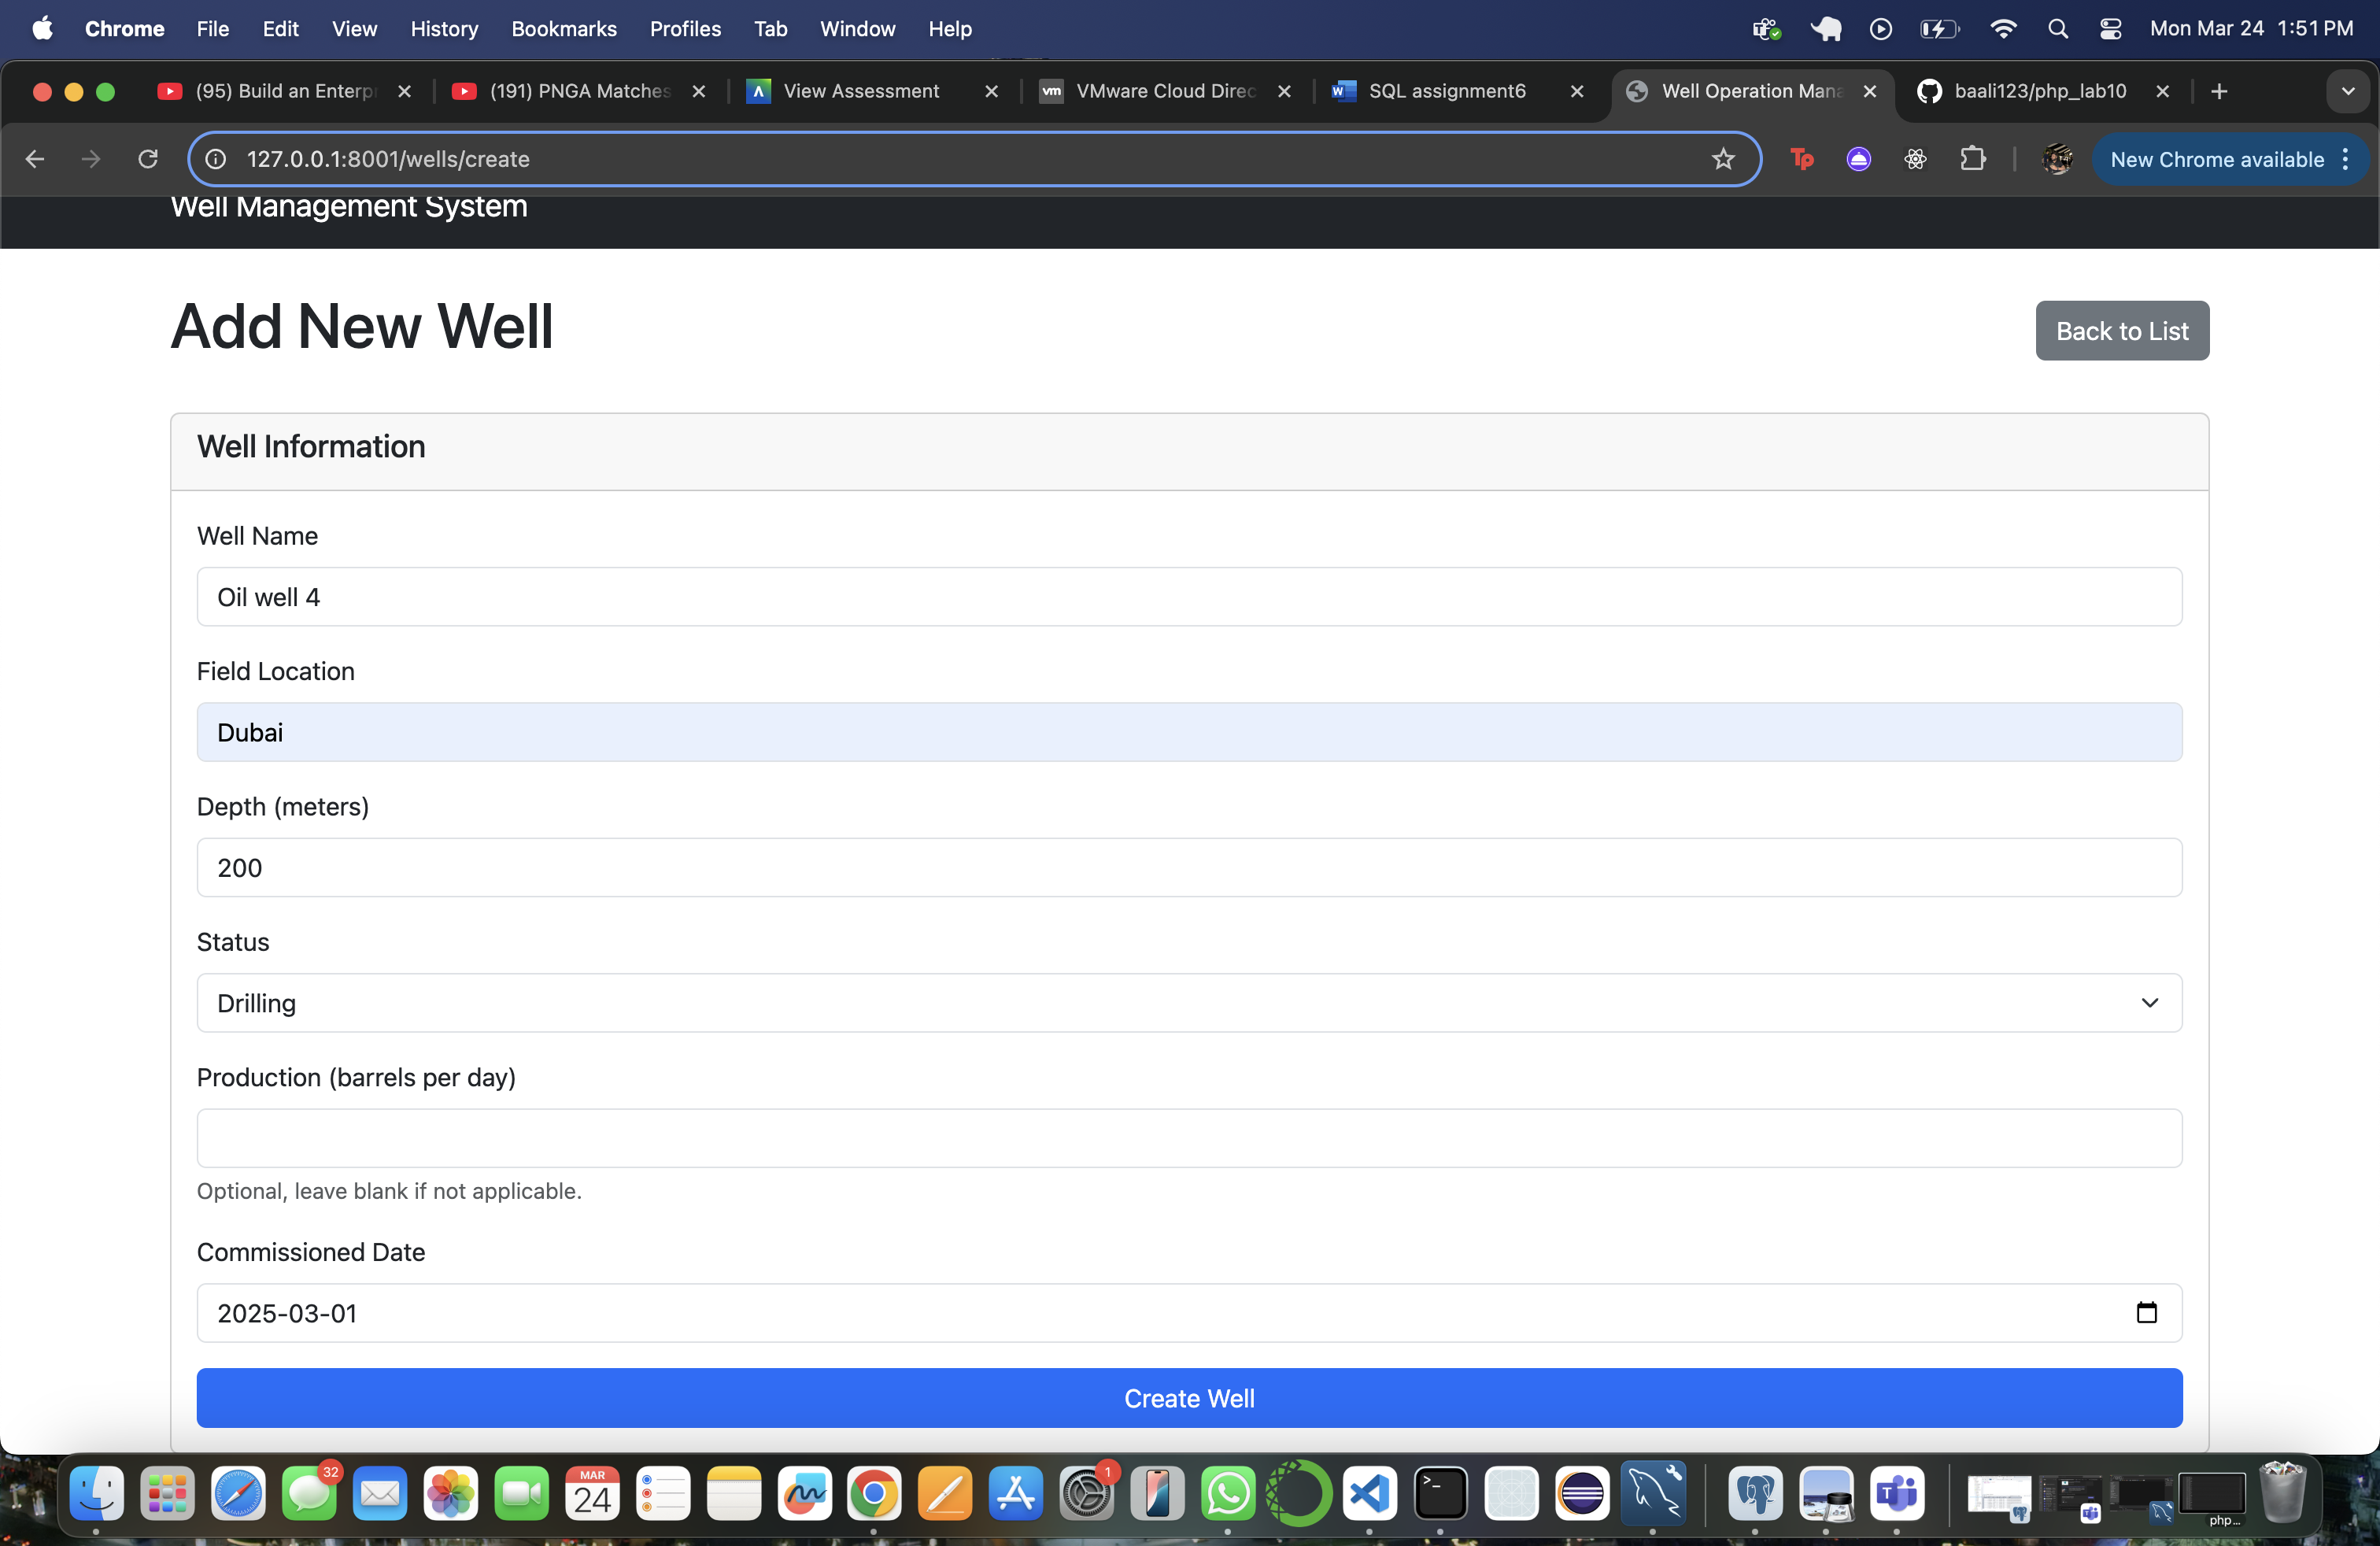 Chrome File Edit View History Bookmarks Profiles Tab Window Help Mon Mar 24 1:51 PM
(95) Build an Enterp (191) PNGA Matches View Assessment vm VMware Cloud Direc W SQL assignment6 Well Operation Mana baali123/php_lab10
127.0.0.1:8001/wells/create Tp New Chrome available
Well Management System
Add New Well Back to List
Well Information
Well Name
Oil well 4
Field Location
Dubai
Depth (meters)
200
Status
Drilling
Production (barrels per day)
Optional, leave blank if not applicable.
Commissioned Date
2025-03-01
Create Well
32 MAR 24 1 >_ T php...